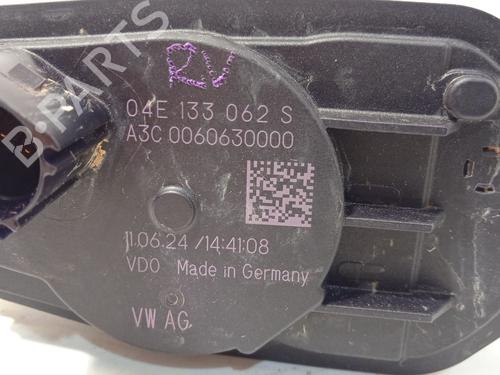 B.PARTS
RV
04E 133 062 S
A3C 0060630000
11.06.24 /14:41:08
VDO Made in Germany
VW AG